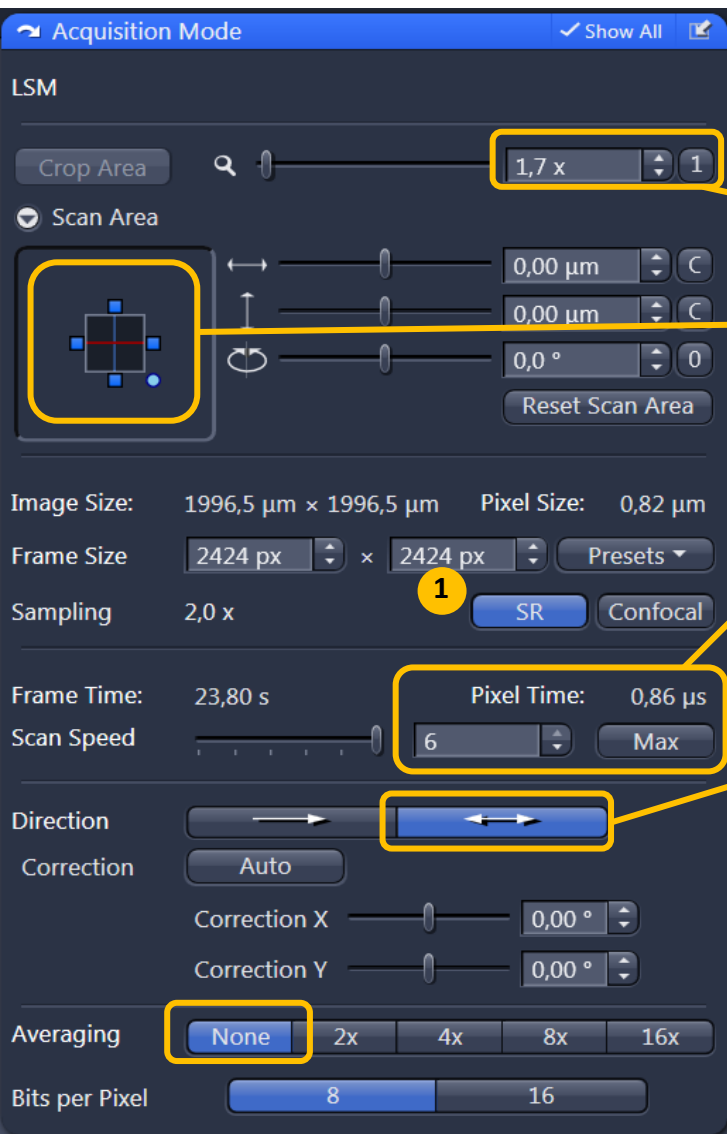 Acquisition Mode Show All
LSM
Crop Area 1,7 x 1
Scan Area
0,00 µm C
0,00 µm C
0,0 ° 0
Reset Scan Area
Image Size: 1996,5 µm × 1996,5 µm Pixel Size: 0,82 µm
Frame Size 2424 px × 2424 px Presets
1
Sampling 2,0 x SR Confocal
Frame Time: 23,80 s Pixel Time: 0,86 µs
Scan Speed 6 Max
Direction
Correction Auto
Correction X 0,00 °
Correction Y 0,00 °
Averaging None 2x 4x 8x 16x
Bits per Pixel 8 16